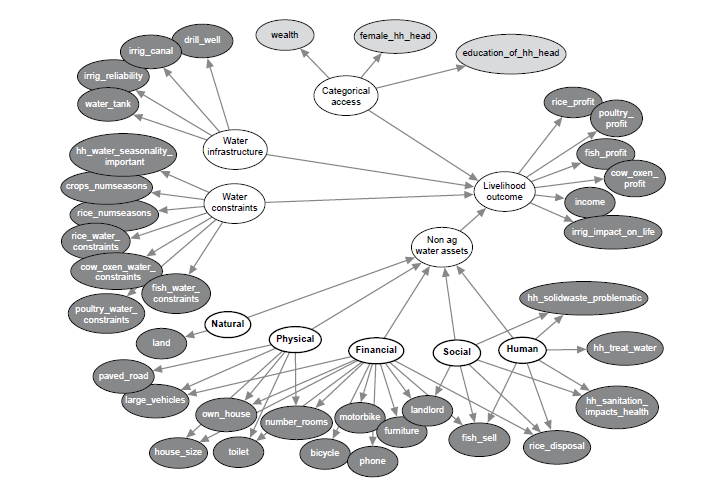 wealth
female_hh_head
education_of_hh_head
drill_well
irrig_canal
irrig_reliability
water_tank
Categorical
access
rice_profit
poultry_
profit
fish_profit
cow_oxen_
profit
income
irrig_impact_on_life
Water
infrastructure
hh_water_seasonality_
important
crops_numseasons
rice_numseasons
rice_water_
constraints
cow_oxen_water_
constraints
poultry_water_
constraints
fish_water_
constraints
Water
constraints
Livelihood
outcome
Non ag
water assets
Natural
Physical
Financial
Social
Human
land
hh_solidwaste_problematic
hh_treat_water
hh_sanitation_
impacts_health
paved_road
large_vehicles
own_house
number_rooms
motorbike
furniture
landlord
house_size
toilet
bicycle
phone
fish_sell
rice_disposal